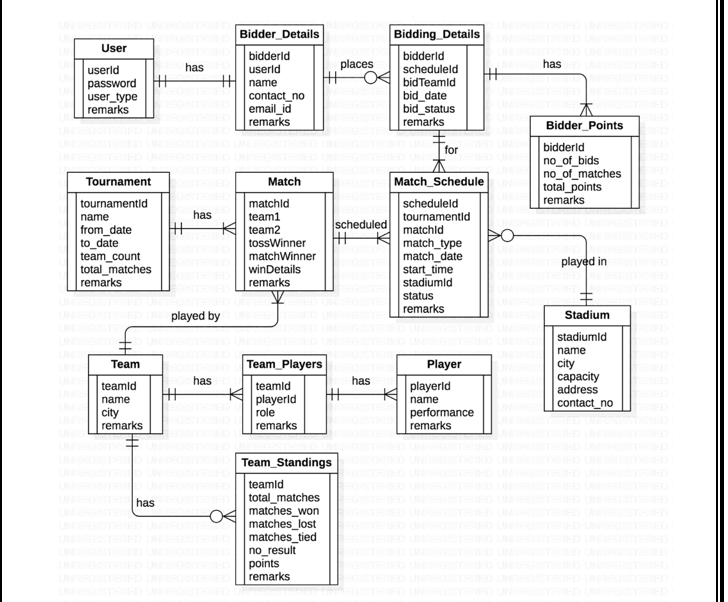 User
userId
password
user_type
remarks
has
Bidder_Details
bidderId
userId
name
contact_no
email_id
remarks
places
Bidding_Details
bidderId
scheduleId
bidTeamId
bid_date
bid_status
remarks
has
Bidder_Points
bidderId
no_of_bids
no_of_matches
total_points
remarks
for
Tournament
tournamentId
name
from_date
to_date
team_count
total_matches
remarks
has
Match
matchId
team1
team2
tossWinner
matchWinner
winDetails
remarks
scheduled
Match_Schedule
scheduleId
tournamentId
matchId
match_type
match_date
start_time
stadiumId
status
remarks
played in
Stadium
stadiumId
name
city
capacity
address
contact_no
played by
Team
teamId
name
city
remarks
has
Team_Players
teamId
playerId
role
remarks
has
Player
playerId
name
performance
remarks
has
Team_Standings
teamId
total_matches
matches_won
matches_lost
matches_tied
no_result
points
remarks